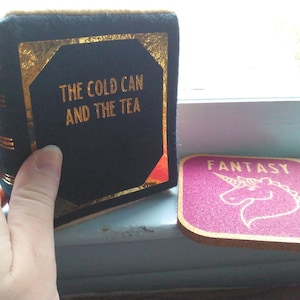 THE COLD CAN
AND THE TEA
FANTASY